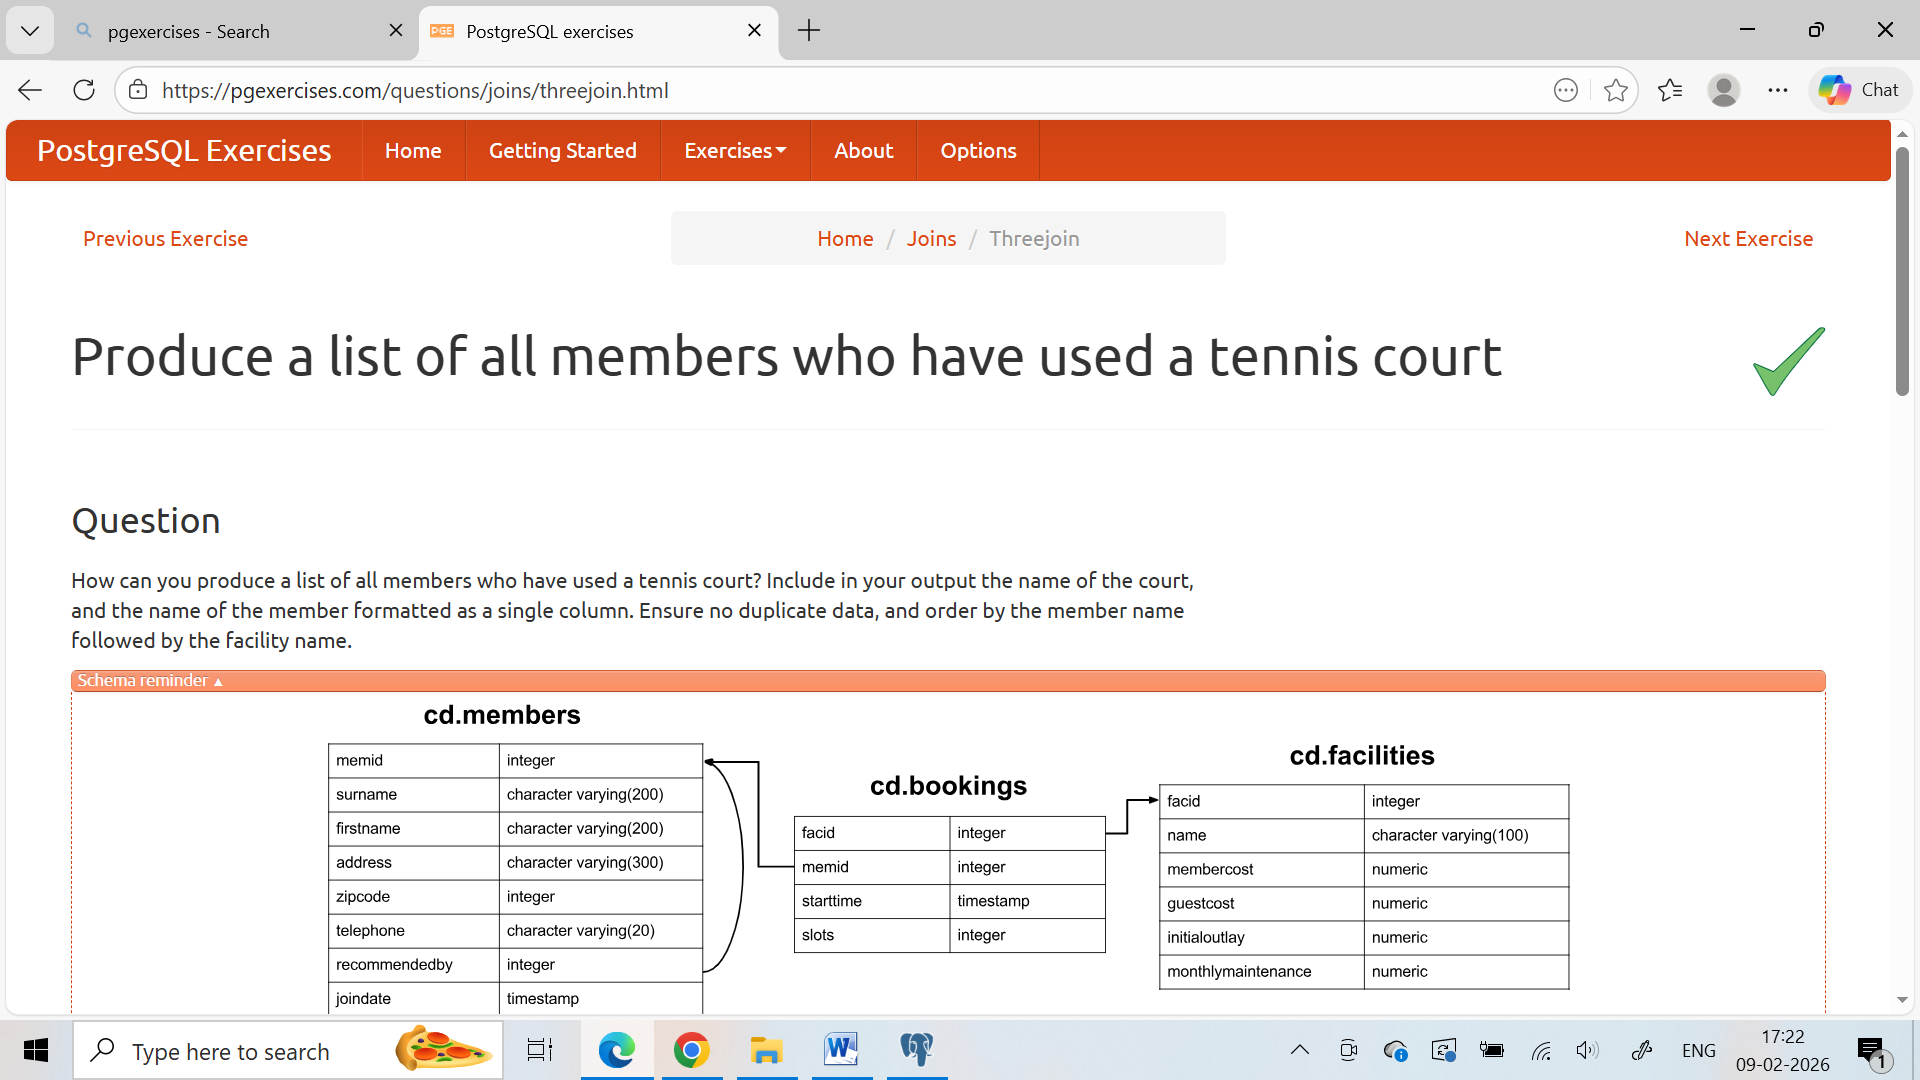 pgexercises - Search
PGE PostgreSQL exercises
https://pgexercises.com/questions/joins/threejoin.html
Chat
PostgreSQL Exercises Home Getting Started Exercises About Options
Previous Exercise
Home / Joins / Threejoin
Next Exercise
Produce a list of all members who have used a tennis court
Question
How can you produce a list of all members who have used a tennis court? Include in your output the name of the court,
and the name of the member formatted as a single column. Ensure no duplicate data, and order by the member name
followed by the facility name.
Schema reminder ▲
cd.members
memid integer
surname character varying(200)
firstname character varying(200)
address character varying(300)
zipcode integer
telephone character varying(20)
recommendedby integer
joindate timestamp
cd.bookings
facid integer
memid integer
starttime timestamp
slots integer
cd.facilities
facid integer
name character varying(100)
membercost numeric
guestcost numeric
initialoutlay numeric
monthlymaintenance numeric
Type here to search
W
ENG
17:22
09-02-2026
1